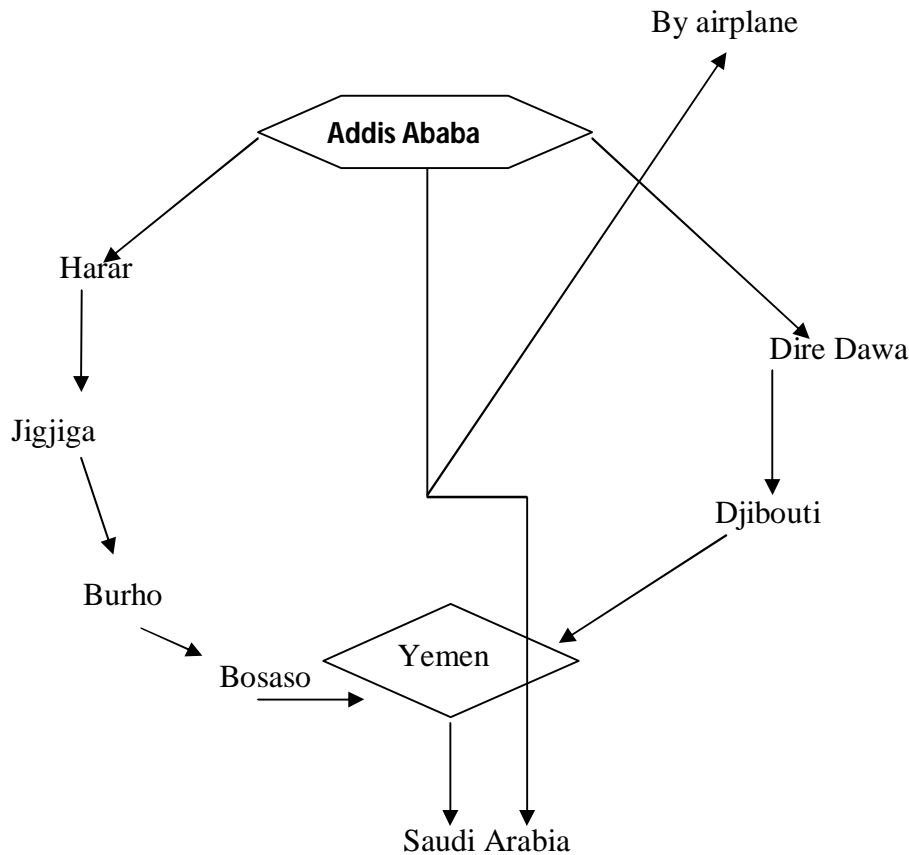 By airplane
Addis Ababa
Harar
Dire Dawa
Jigjiga
Djibouti
Burho
Yemen
Bosaso
Saudi Arabia